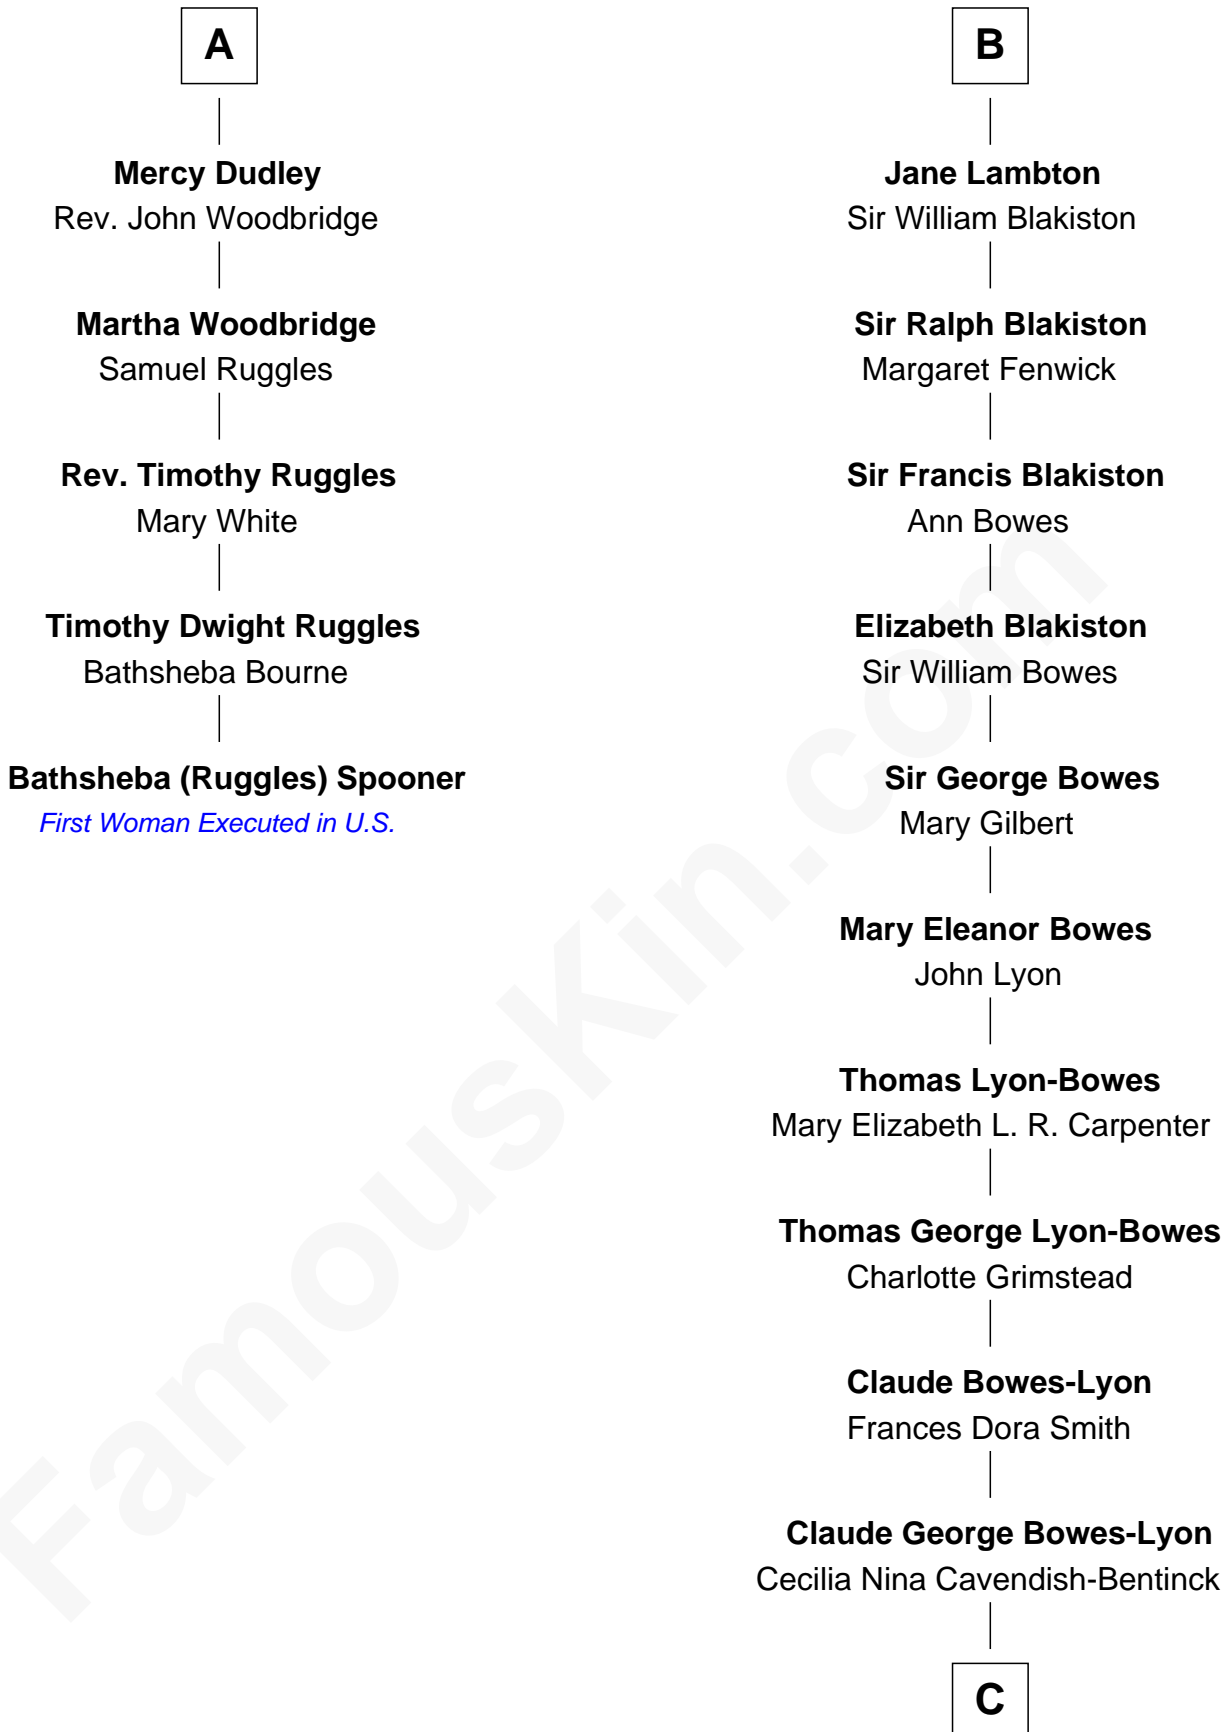 A
Mercy Dudley
Rev. John Woodbridge
Martha Woodbridge
Samuel Ruggles
Rev. Timothy Ruggles
Mary White
Timothy Dwight Ruggles
Bathsheba Bourne
Bathsheba (Ruggles) Spooner
First Woman Executed in U.S.
B
Jane Lambton
Sir William Blakiston
Sir Ralph Blakiston
Margaret Fenwick
Sir Francis Blakiston
Ann Bowes
Elizabeth Blakiston
Sir William Bowes
Sir George Bowes
Mary Gilbert
Mary Eleanor Bowes
John Lyon
Thomas Lyon-Bowes
Mary Elizabeth L. R. Carpenter
Thomas George Lyon-Bowes
Charlotte Grimstead
Claude Bowes-Lyon
Frances Dora Smith
Claude George Bowes-Lyon
Cecilia Nina Cavendish-Bentinck
C
FamousKin.com